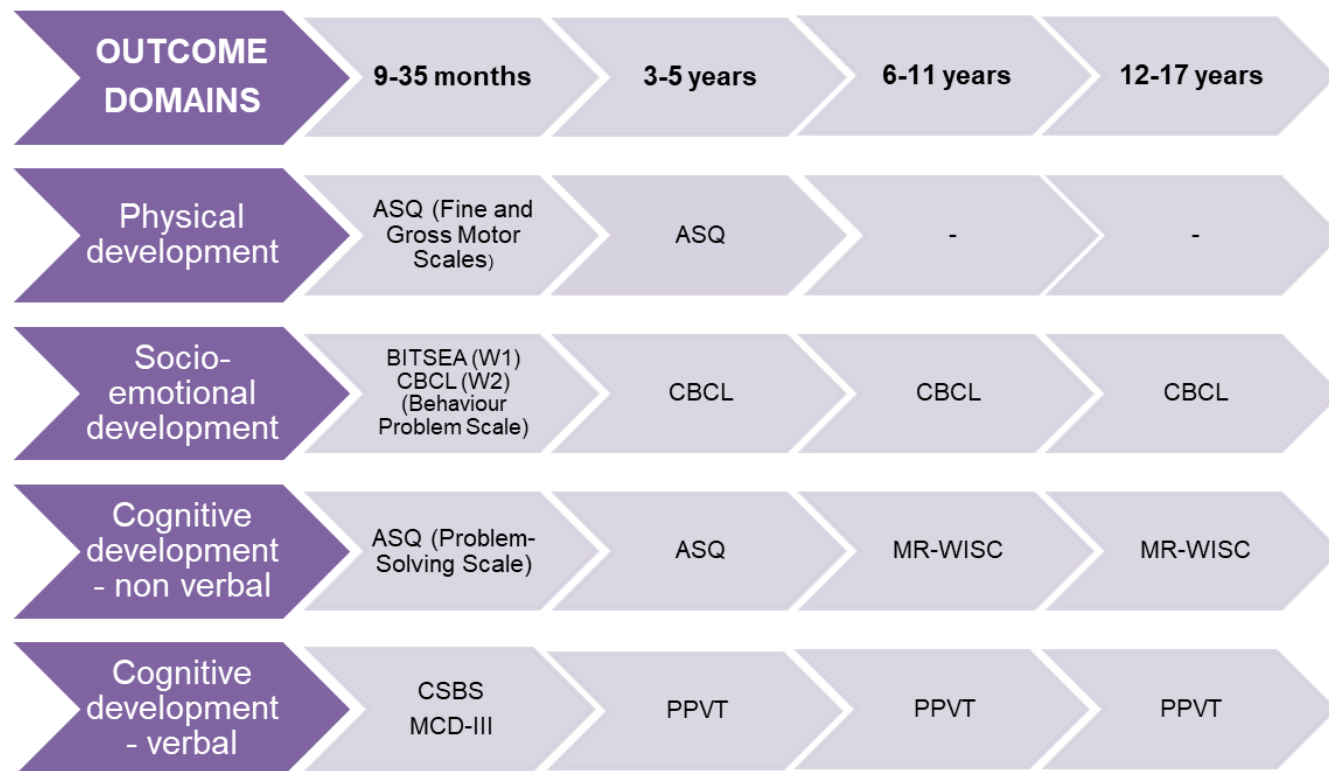 OUTCOME
DOMAINS
9-35 months
3-5 years
6-11 years
12-17 years
Physical
development
ASQ (Fine and
Gross Motor
Scales)
ASQ
-
-
Socio-
emotional
development
BITSEA (W1)
CBCL (W2)
(Behaviour
Problem Scale)
CBCL
CBCL
CBCL
Cognitive
development
- non verbal
ASQ (Problem-
Solving Scale)
ASQ
MR-WISC
MR-WISC
Cognitive
development
- verbal
CSBS
MCD-III
PPVT
PPVT
PPVT